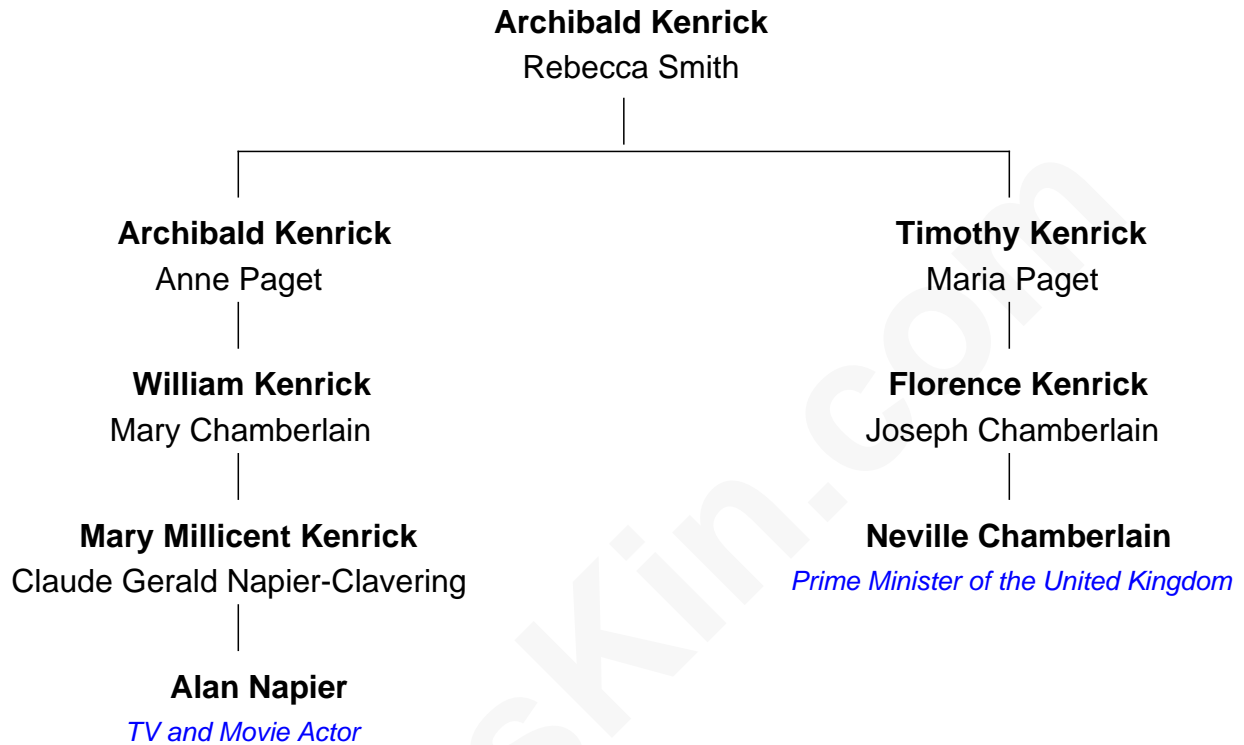 Archibald Kenrick
Rebecca Smith
Archibald Kenrick
Anne Paget
William Kenrick
Mary Chamberlain
Mary Millicent Kenrick
Claude Gerald Napier-Clavering
Alan Napier
TV and Movie Actor
Timothy Kenrick
Maria Paget
Florence Kenrick
Joseph Chamberlain
Neville Chamberlain
Prime Minister of the United Kingdom
sKin.com